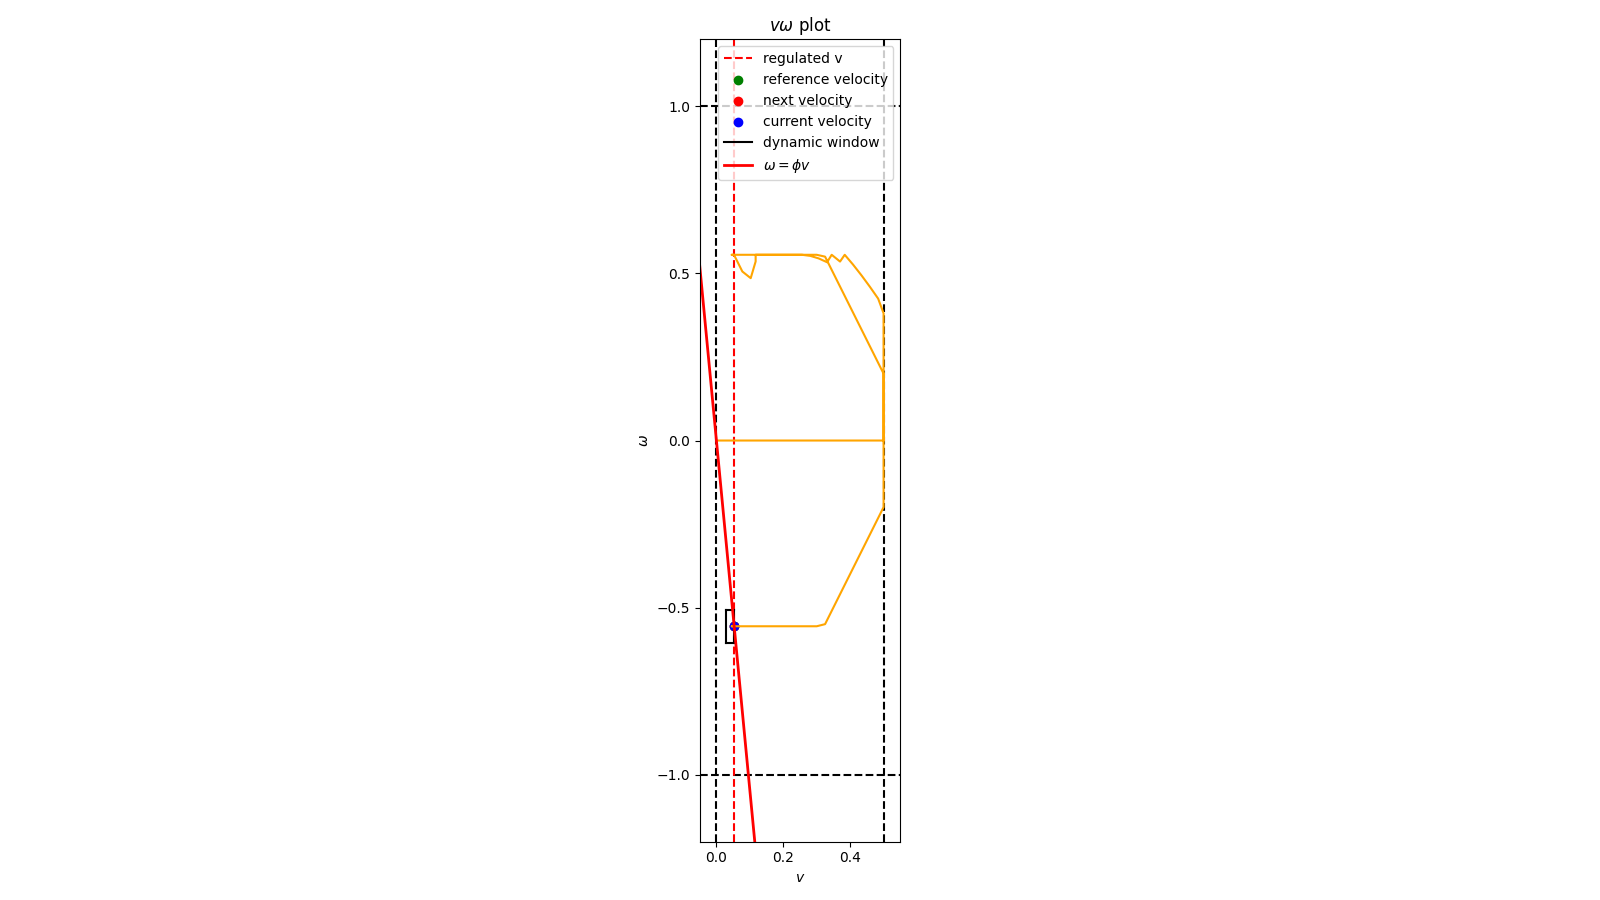 vω plot
regulated v
reference velocity
next velocity
current velocity
dynamic window
ω = ϕv
1.0
0.5
0.0
−0.5
−1.0
ω
0.0 0.2 0.4
v